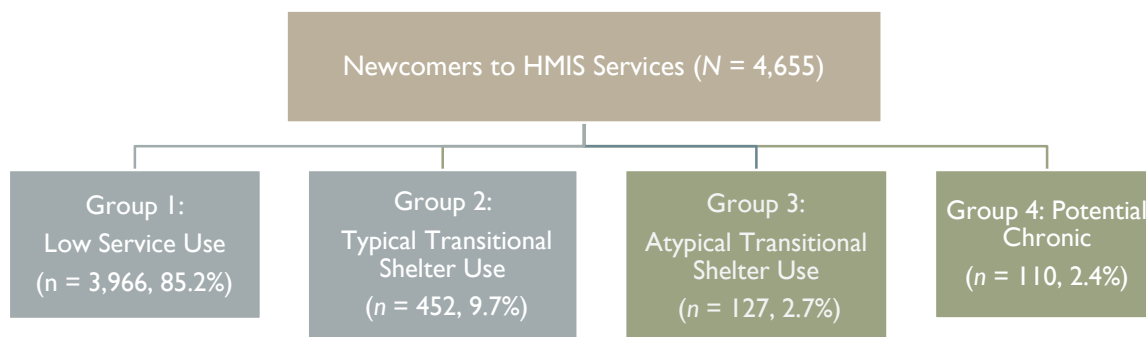 Newcomers to HMIS Services (N = 4,655)
Group 1:
Low Service Use
(n = 3,966, 85.2%)
Group 2:
Typical Transitional
Shelter Use
(n = 452, 9.7%)
Group 3:
Atypical Transitional
Shelter Use
(n = 127, 2.7%)
Group 4: Potential
Chronic
(n = 110, 2.4%)